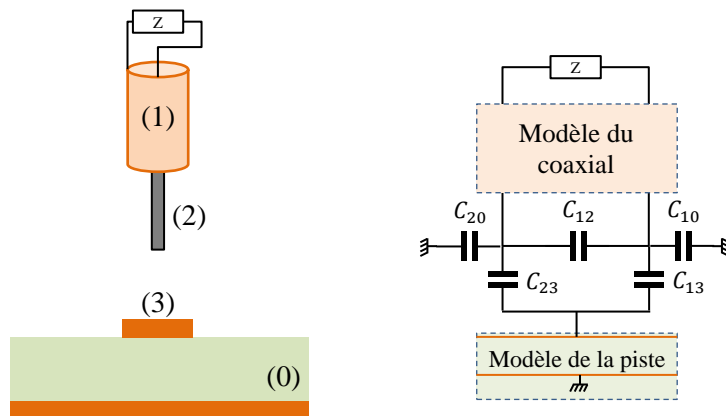 Z
(1)
(2)
(3)
(0)
Z
Modèle du
coaxial
C₂₀
C₁₂
C₁₀
C₂₃
C₁₃
Modèle de la piste